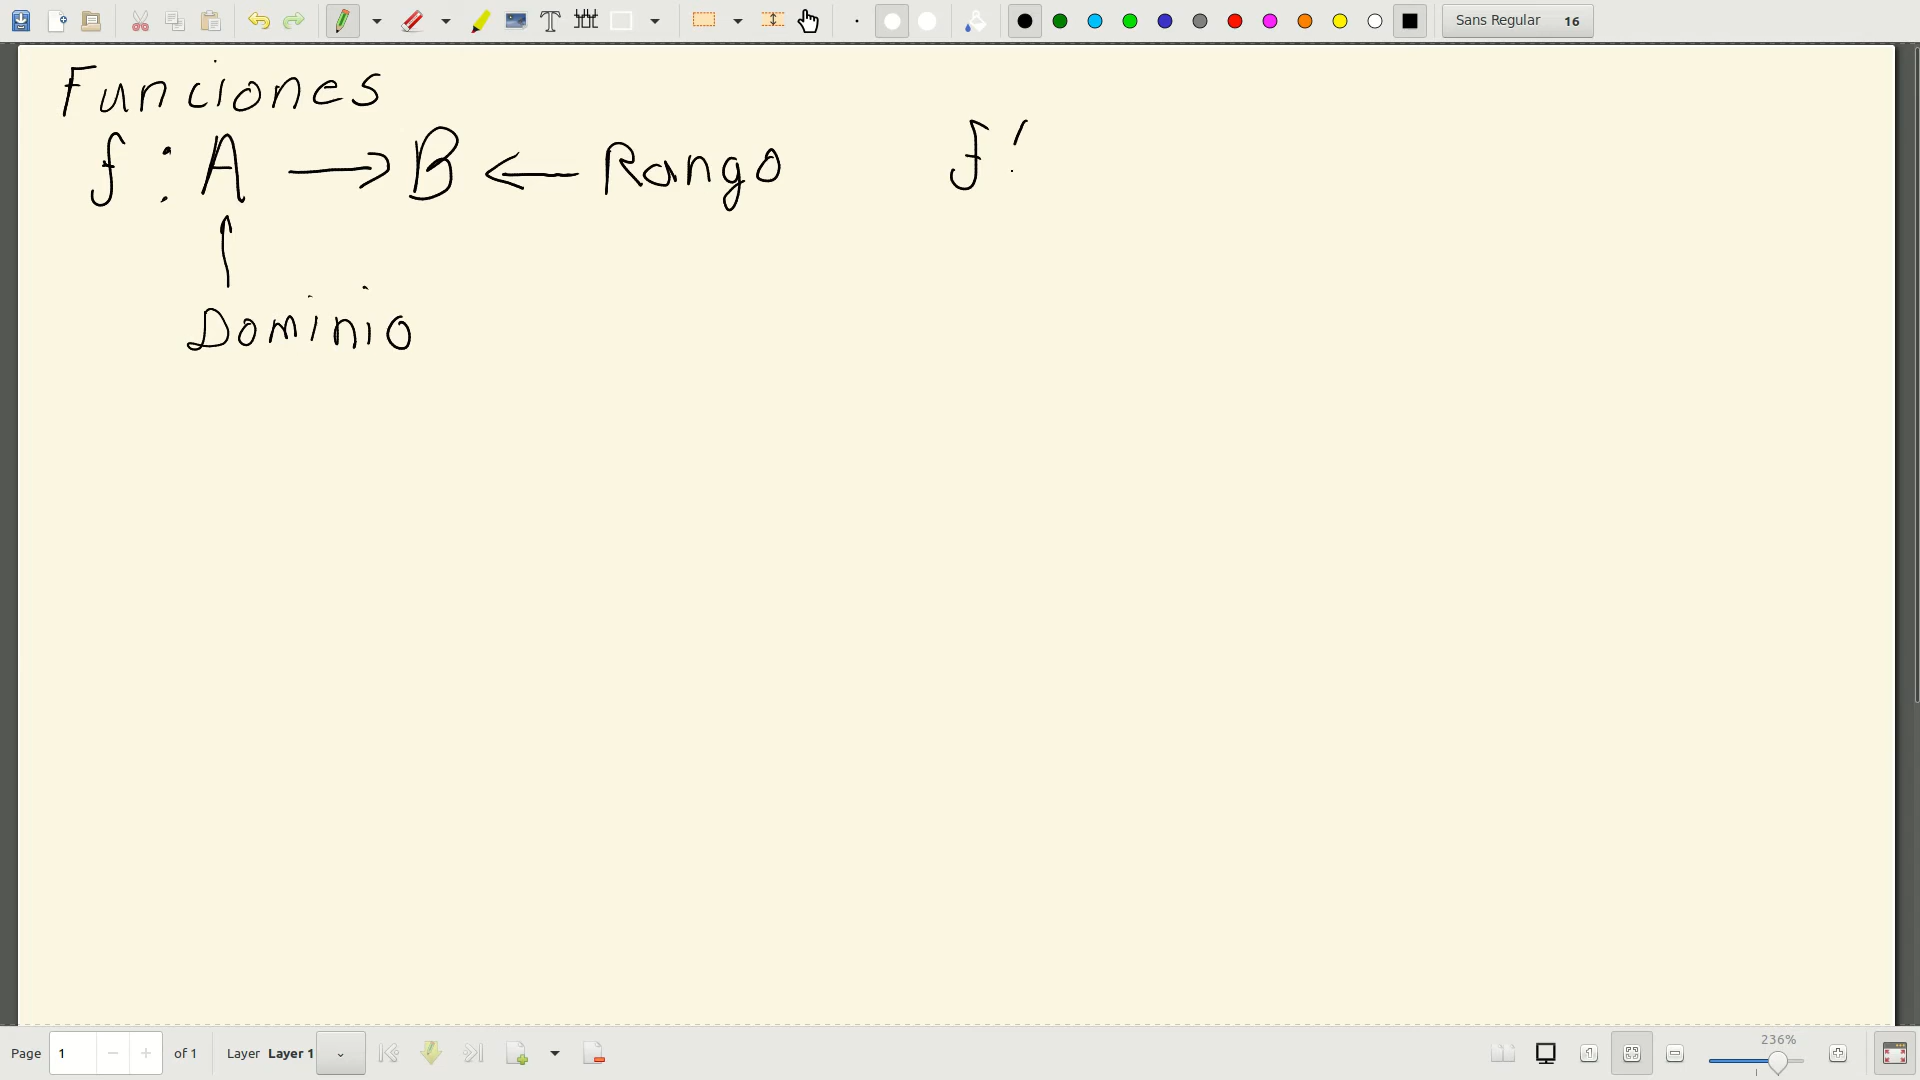 Sans Regular 16
Funciones
f : A → B ← Rango
f
↑
Dominio
Page 1 of 1 Layer Layer 1
236%